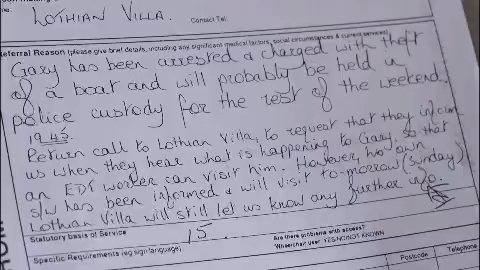 LOTHIAN VILLA.
Contact Tel.
eferral Reason (please give brief details, including any significant medical factors, social circumstances & current services)
Gary has been arrested & charged with theft
of a boat and will probably be held in
police custody for the rest of the weekend.
19.45.
Return call to Lothian Villa, to request that they inform
us when they hear what is happening to Gary, so that
an EDT worker can visit him. However, his own
s/w has been informed & will visit to-morrow (Sunday)
Lothian Villa will still let us know any further info.
Statutory basis of Service
15.
Are there problems with access?
Wheelchair user YES/NO/NOT KNOWN
Specific Requirements (eg sign language)
Postcode
Telephone